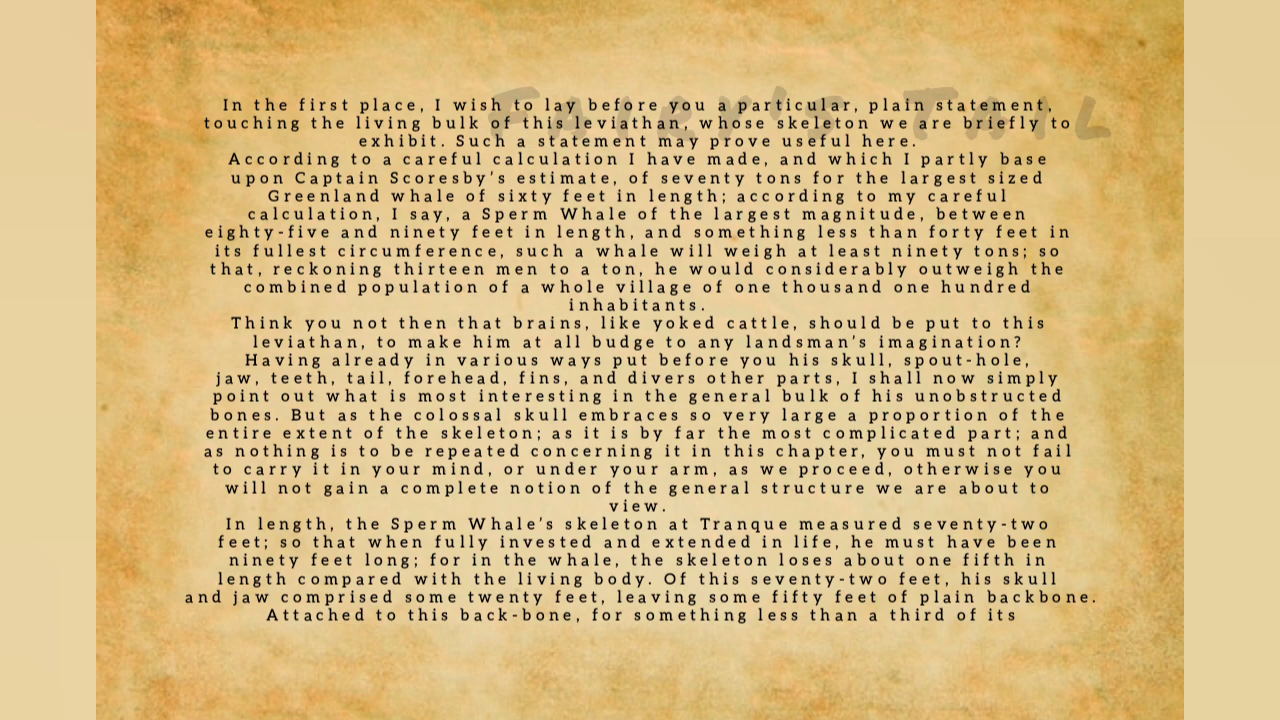 In the first place, I wish to lay before you a particular, plain statement,
touching the living bulk of this leviathan, whose skeleton we are briefly to
exhibit. Such a statement may prove useful here.
According to a careful calculation I have made, and which I partly base
upon Captain Scoresby's estimate, of seventy tons for the largest sized
Greenland whale of sixty feet in length; according to my careful
calculation, I say, a Sperm Whale of the largest magnitude, between
eighty-five and ninety feet in length, and something less than forty feet in
its fullest circumference, such a whale will weigh at least ninety tons; so
that, reckoning thirteen men to a ton, he would considerably outweigh the
combined population of a whole village of one thousand one hundred
inhabitants.
Think you not then that brains, like yoked cattle, should be put to this
leviathan, to make him at all budge to any landsman's imagination?
Having already in various ways put before you his skull, spout-hole,
jaw, teeth, tail, forehead, fins, and divers other parts, I shall now simply
point out what is most interesting in the general bulk of his unobstructed
bones. But as the colossal skull embraces so very large a proportion of the
entire extent of the skeleton; as it is by far the most complicated part; and
as nothing is to be repeated concerning it in this chapter, you must not fail
to carry it in your mind, or under your arm, as we proceed, otherwise you
will not gain a complete notion of the general structure we are about to
view.
In length, the Sperm Whale's skeleton at Tranque measured seventy-two
feet; so that when fully invested and extended in life, he must have been
ninety feet long; for in the whale, the skeleton loses about one fifth in
length compared with the living body. Of this seventy-two feet, his skull
and jaw comprised some twenty feet, leaving some fifty feet of plain backbone.
Attached to this back-bone, for something less than a third of its